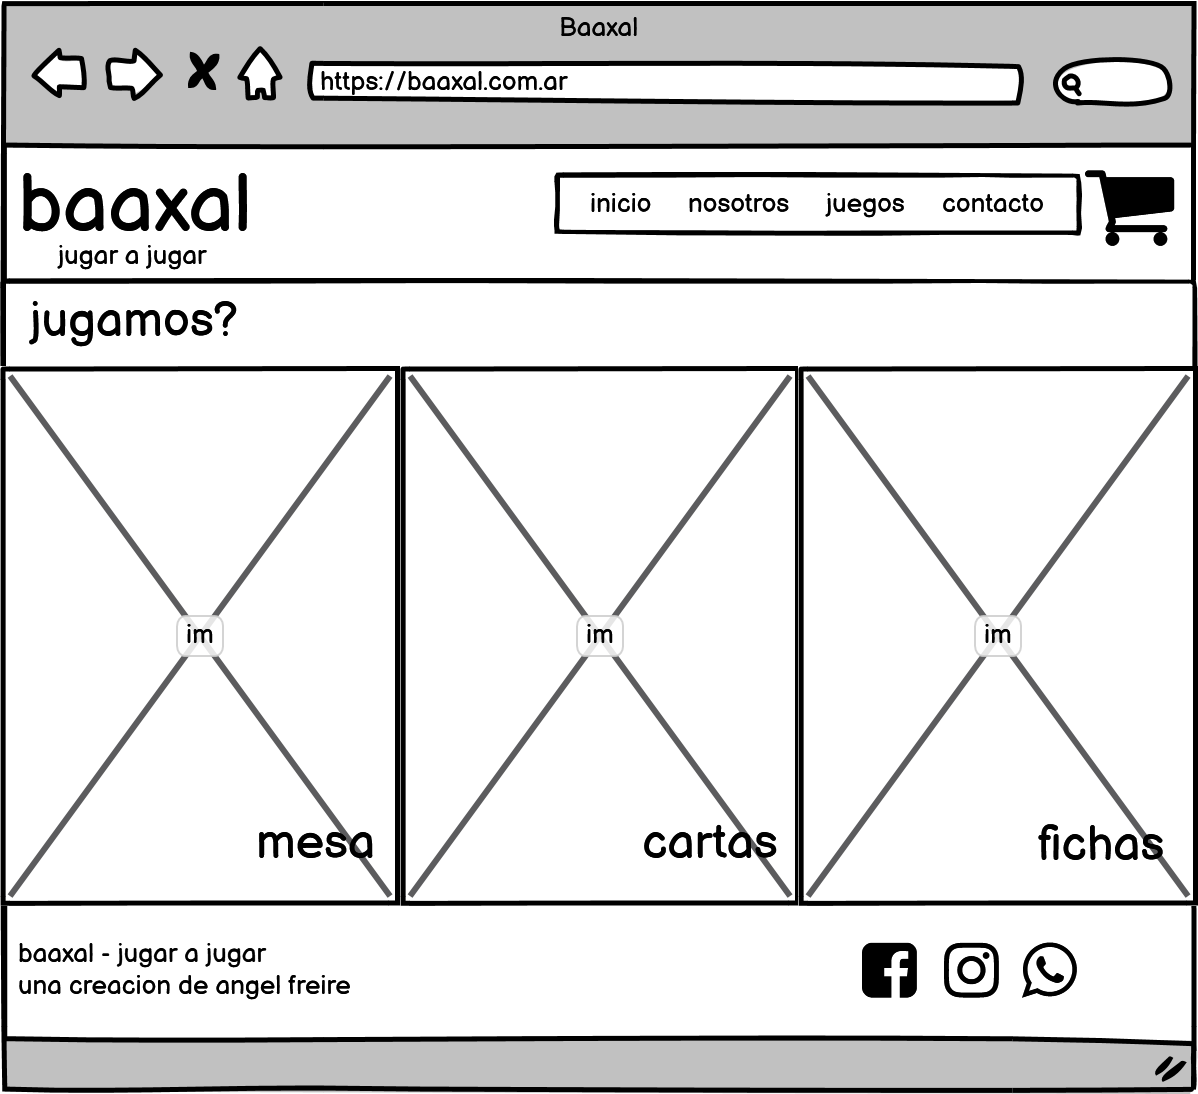 Baaxal
https://baaxal.com.ar
baaxal
jugar a jugar
inicio nosotros juegos contacto
jugamos?
im im im
mesa cartas fichas
baaxal - jugar a jugar
una creacion de angel freire